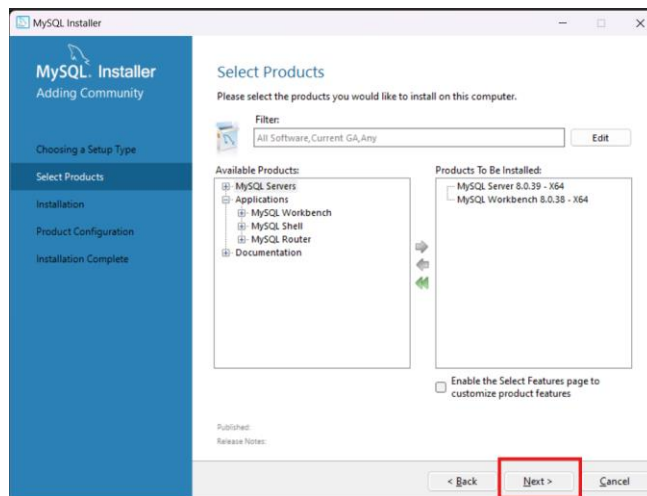 MySQL Installer
MySQL. Installer
Adding Community
Choosing a Setup Type
Select Products
Installation
Product Configuration
Installation Complete
Select Products
Please select the products you would like to install on this computer.
Filter:
All Software,Current GA,Any
Edit
Available Products:
MySQL Servers
Applications
MySQL Workbench
MySQL Shell
MySQL Router
Documentation
Products To Be Installed:
MySQL Server 8.0.39 - X64
MySQL Workbench 8.0.38 - X64
Enable the Select Features page to
customize product features
Published:
Release Notes:
< Back
Next >
Cancel